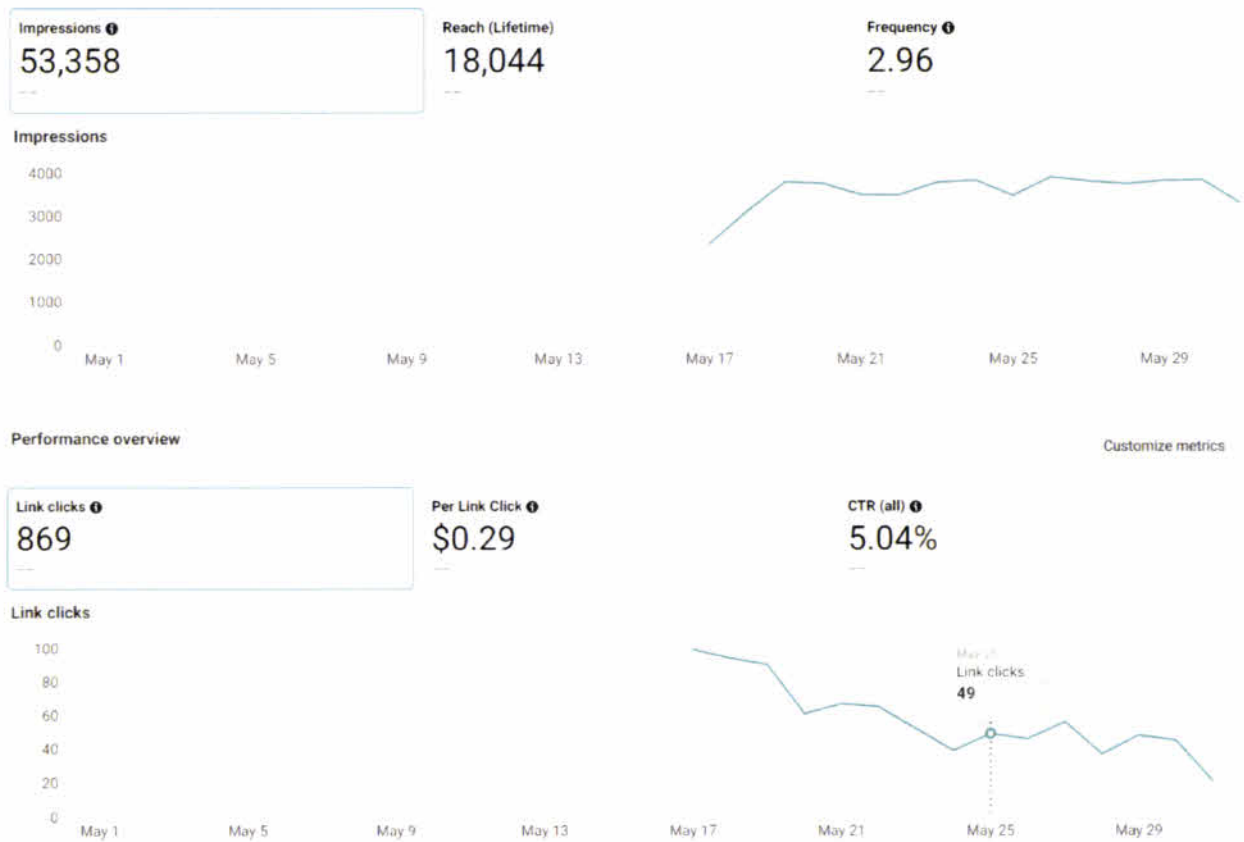 Impressions Reach (Lifetime) Frequency
53,358 18,044 2.96
-- -- --
Impressions
4000
3000
2000
1000
0
May 1 May 5 May 9 May 13 May 17 May 21 May 25 May 29
Performance overview Customize metrics
Link clicks Per Link Click CTR (all)
869 $0.29 5.04%
-- -- --
Link clicks
100
80
60
40
20
0
Link clicks
49
May 1 May 5 May 9 May 13 May 17 May 21 May 25 May 29